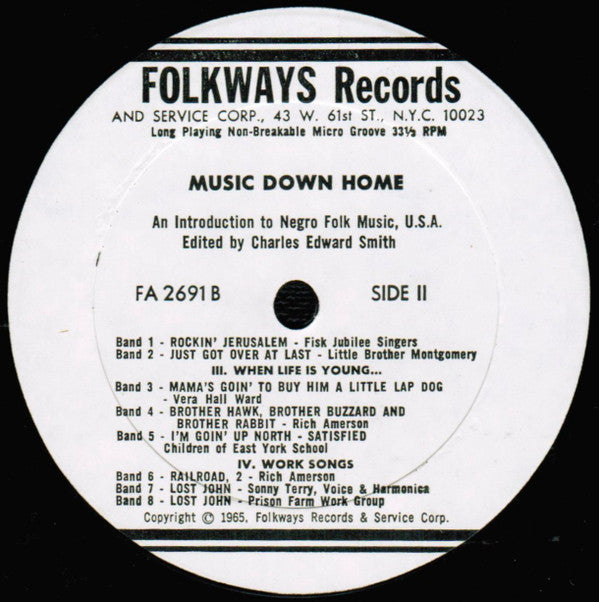 FOLKWAYS Records
AND SERVICE CORP., 43 W. 61st ST., N.Y.C. 10023
Long Playing Non-Breakable Micro Groove 33⅓ RPM
MUSIC DOWN HOME
An Introduction to Negro Folk Music, U.S.A.
Edited by Charles Edward Smith
FA 2691 B SIDE II
Band 1 - ROCKIN' JERUSALEM - Fisk Jubilee Singers
Band 2 - JUST GOT OVER AT LAST - Little Brother Montgomery
III. WHEN LIFE IS YOUNG...
Band 3 - MAMA'S GOIN' TO BUY HIM A LITTLE LAP DOG
- Vera Hall Ward
Band 4 - BROTHER HAWK, BROTHER BUZZARD AND
BROTHER RABBIT - Rich Amerson
Band 5 - I'M GOIN' UP NORTH - SATISFIED
Children of East York School
IV. WORK SONGS
Band 6 - RAILROAD, 2 - Rich Amerson
Band 7 - LOST JOHN - Sonny Terry, Voice & Harmonica
Band 8 - LOST JOHN - Prison Farm Work Group
Copyright © 1965, Folkways Records & Service Corp.